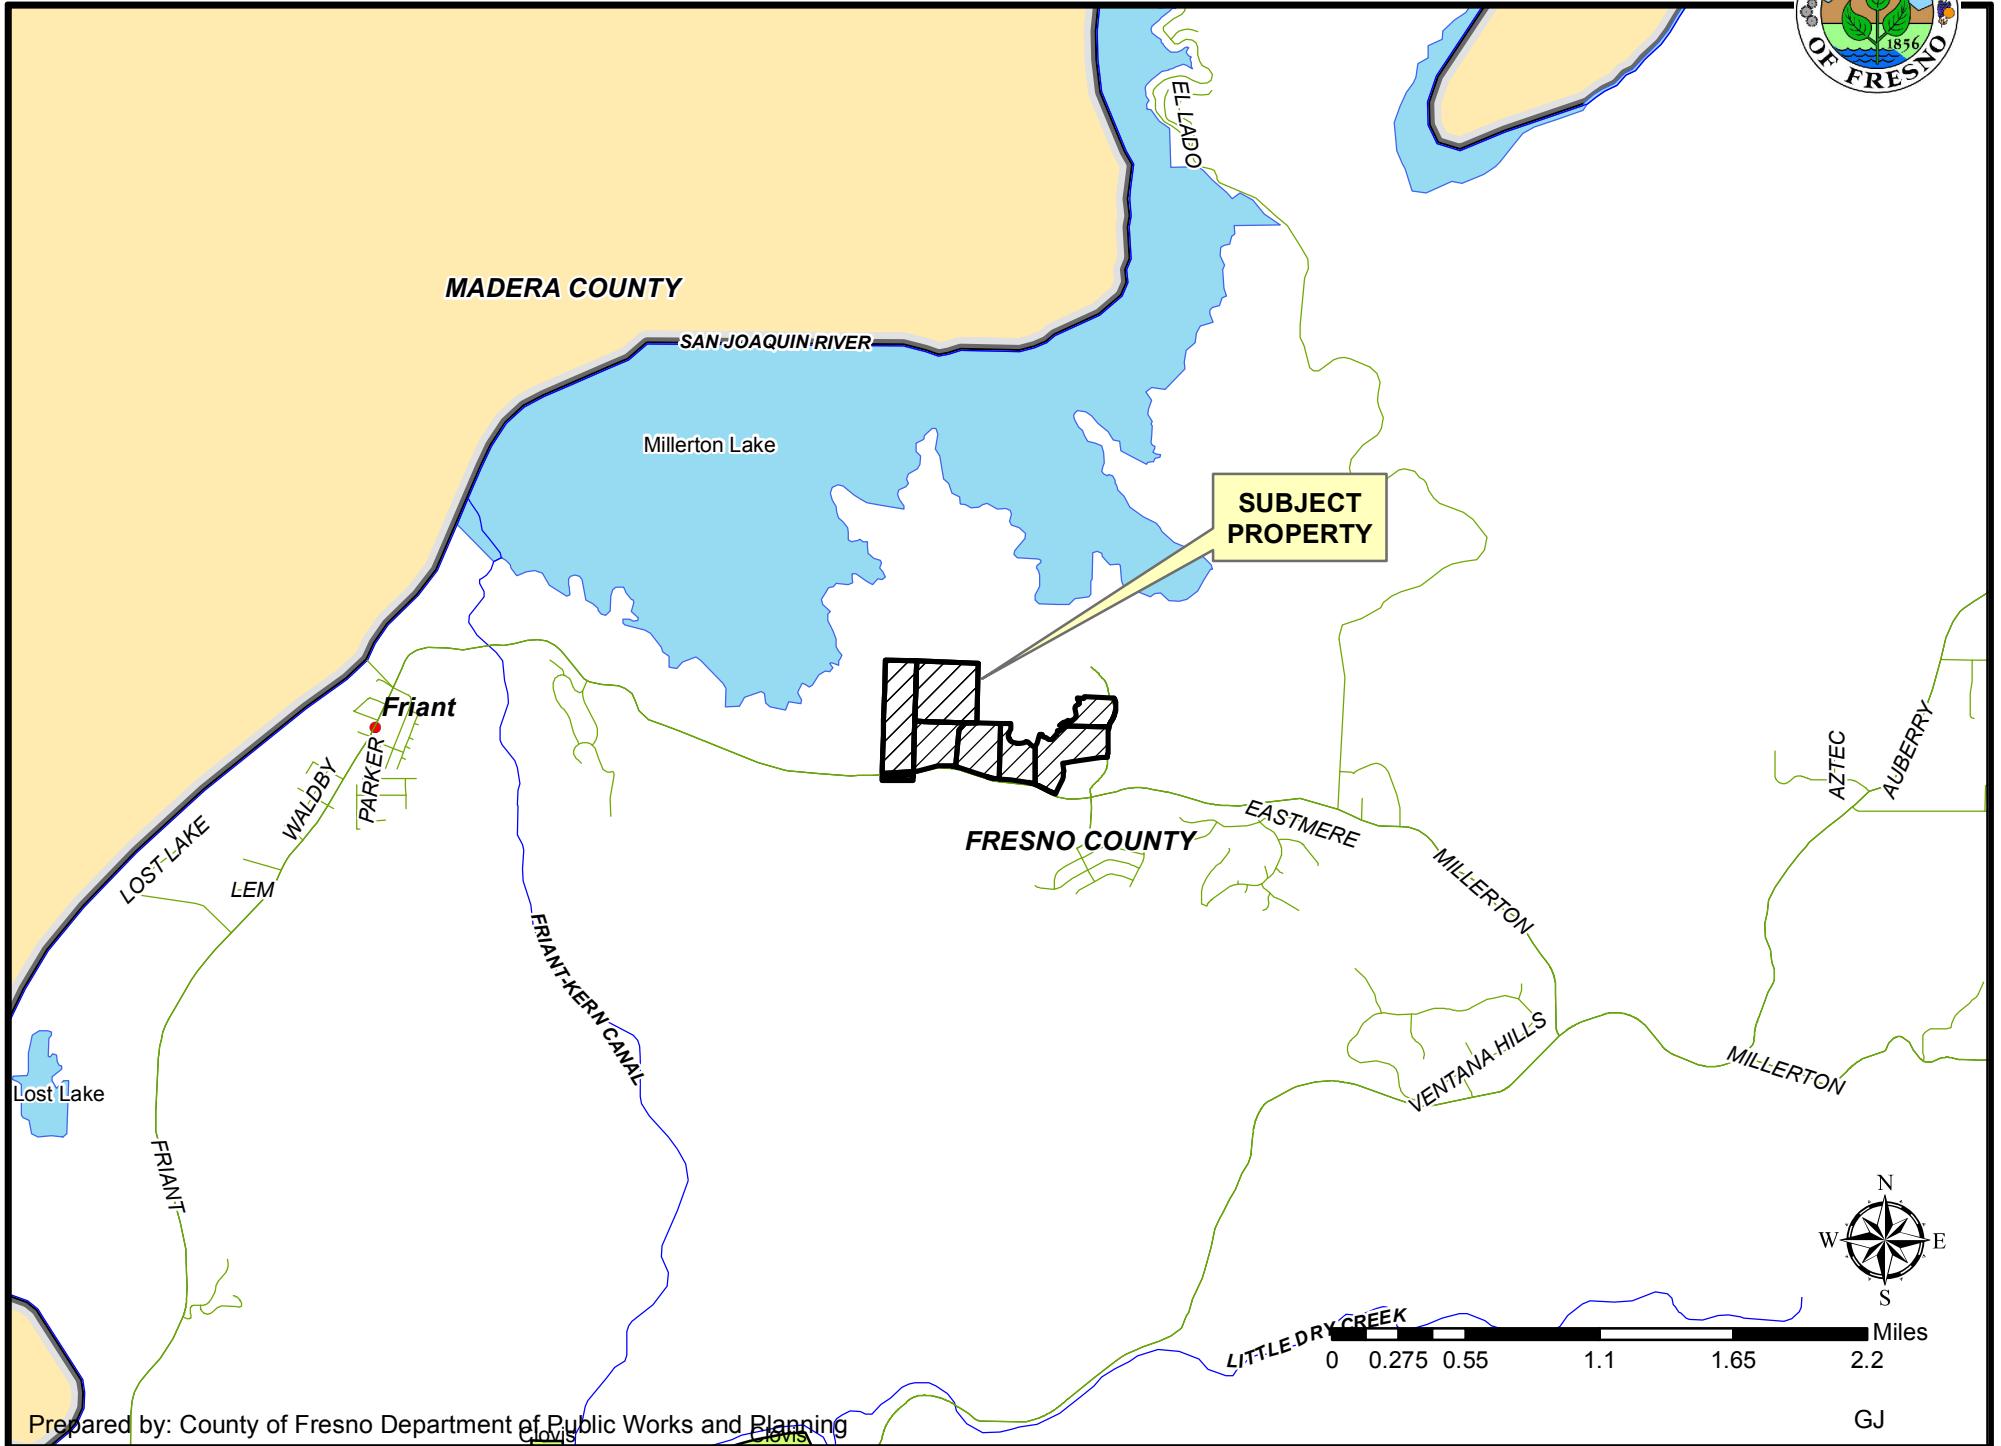 1856
OF FRESNO
EL LADO
MADERA COUNTY
SAN JOAQUIN RIVER
Millerton Lake
SUBJECT
PROPERTY
Friant
PARKER
WALDBY
LOST LAKE
LEM
EASTMERE
FRESNO COUNTY
MILLERTON
AZTEC
AUBERRY
FRIANT-KERN CANAL
VENTANA HILLS
MILLERTON
Lost Lake
FRIANT
N
W
E
S
LITTLE DRY CREEK
Miles
0 0.275 0.55 1.1 1.65 2.2
Prepared by: County of Fresno Department of Public Works and Planning
GJ
Clovis
Clovis